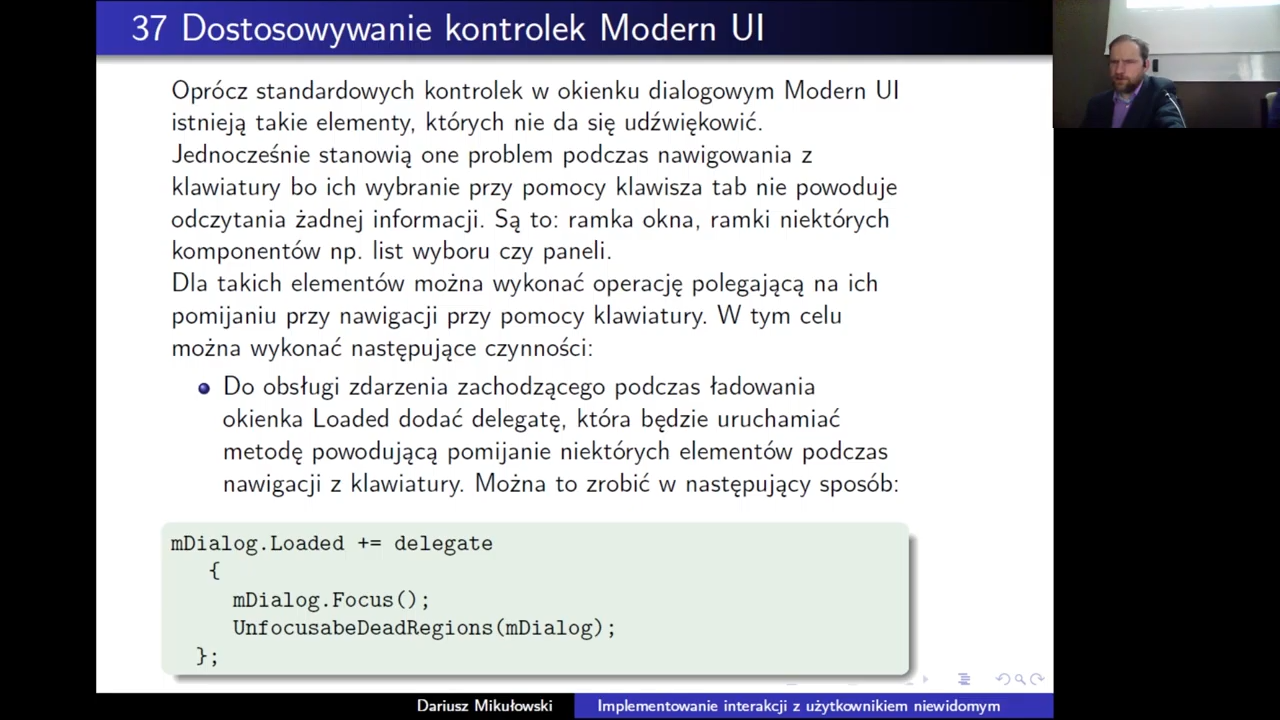 37 Dostosowywanie kontrolek Modern UI
Oprócz standardowych kontrolek w okienku dialogowym Modern UI
istnieją takie elementy, których nie da się udźwiękowić.
Jednocześnie stanowią one problem podczas nawigowania z
klawiatury bo ich wybranie przy pomocy klawisza tab nie powoduje
odczytania żadnej informacji. Są to: ramka okna, ramki niektórych
komponentów np. list wyboru czy paneli.
Dla takich elementów można wykonać operację polegającą na ich
pomijaniu przy nawigacji przy pomocy klawiatury. W tym celu
można wykonać następujące czynności:
Do obsługi zdarzenia zachodzącego podczas ładowania
okienka Loaded dodać delegatę, która będzie uruchamiać
metodę powodującą pomijanie niektórych elementów podczas
nawigacji z klawiatury. Można to zrobić w następujący sposób:
mDialog.Loaded += delegate
{
mDialog.Focus();
UnfocusabeDeadRegions(mDialog);
};
Dariusz Mikułowski Implementowanie interakcji z użytkownikiem niewidomym